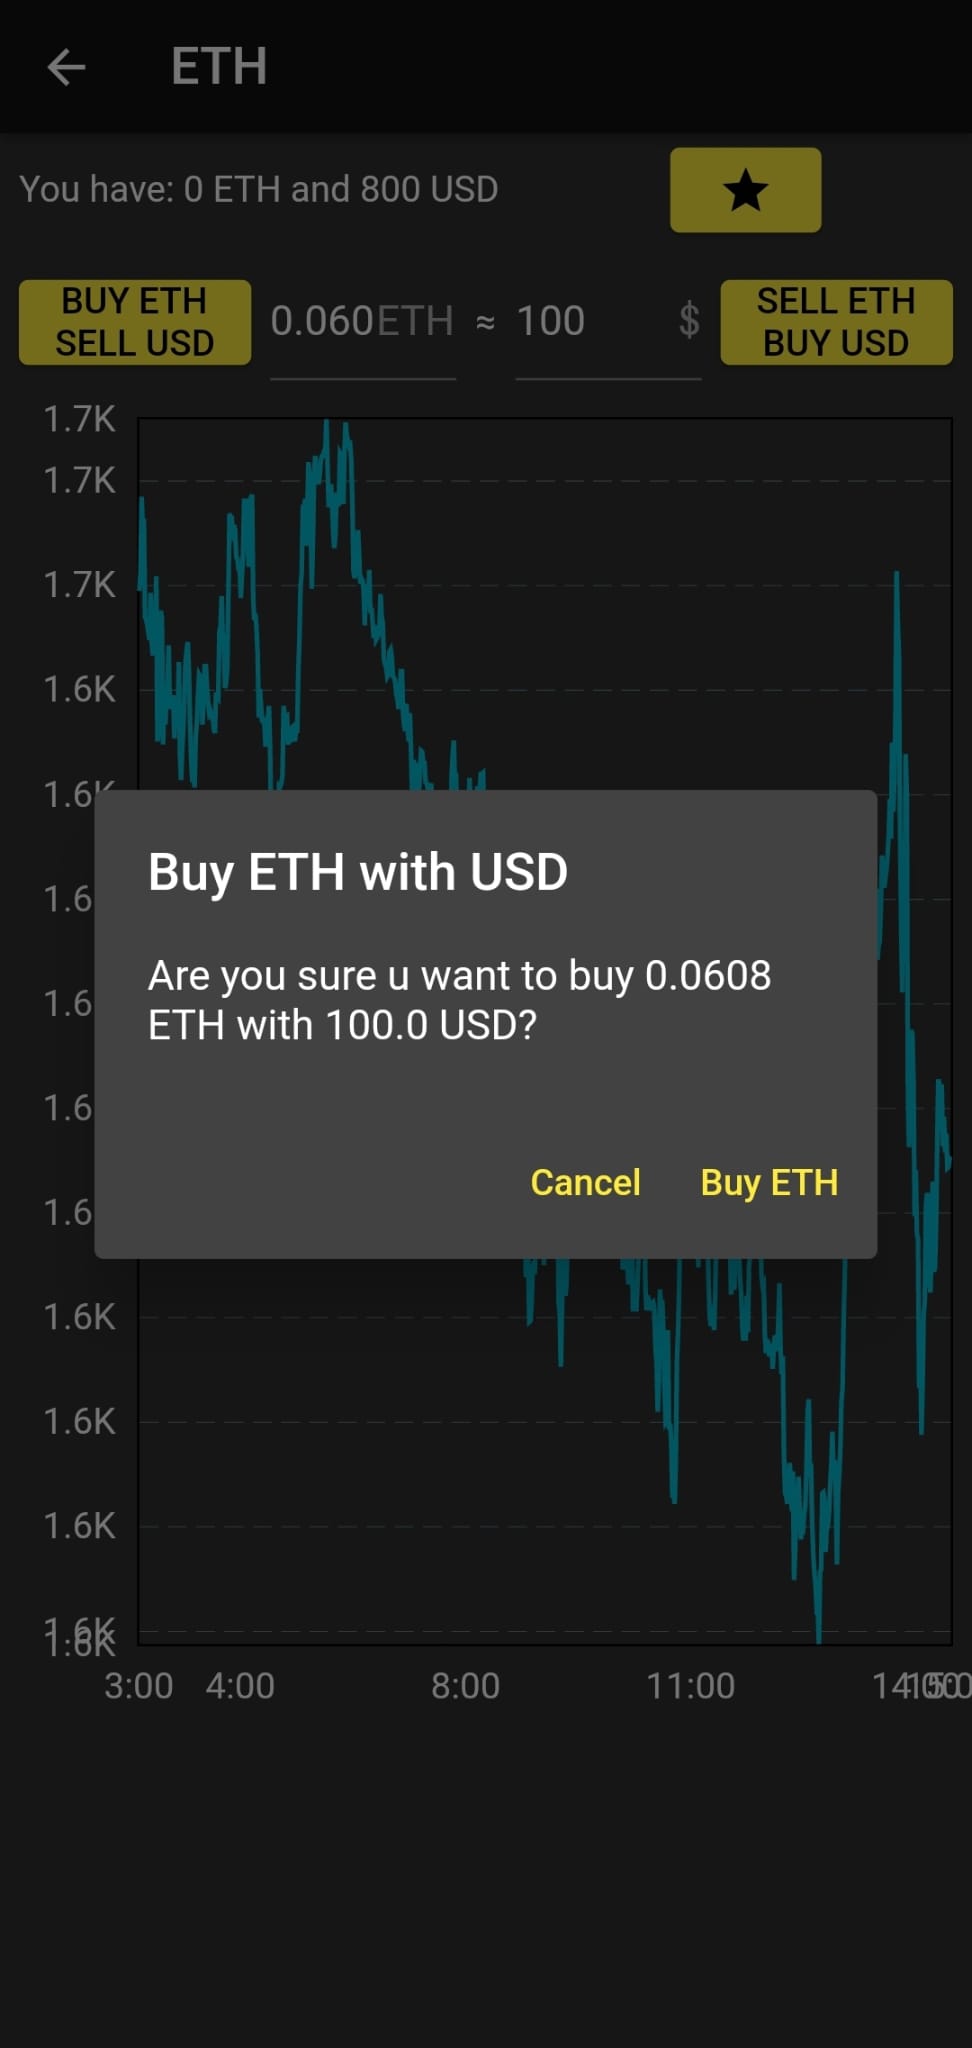 ETH
You have: 0 ETH and 800 USD
BUY ETH
SELL USD
0.060 ETH ≈ 100 $
SELL ETH
BUY USD
1.7K
1.7K
1.7K
1.6K
1.6K
1.6
1.6
1.6
1.6
1.6K
1.6K
1.6K
1.6K
Buy ETH with USD
Are you sure u want to buy 0.0608
ETH with 100.0 USD?
Cancel Buy ETH
3:00 4:00 8:00 11:00